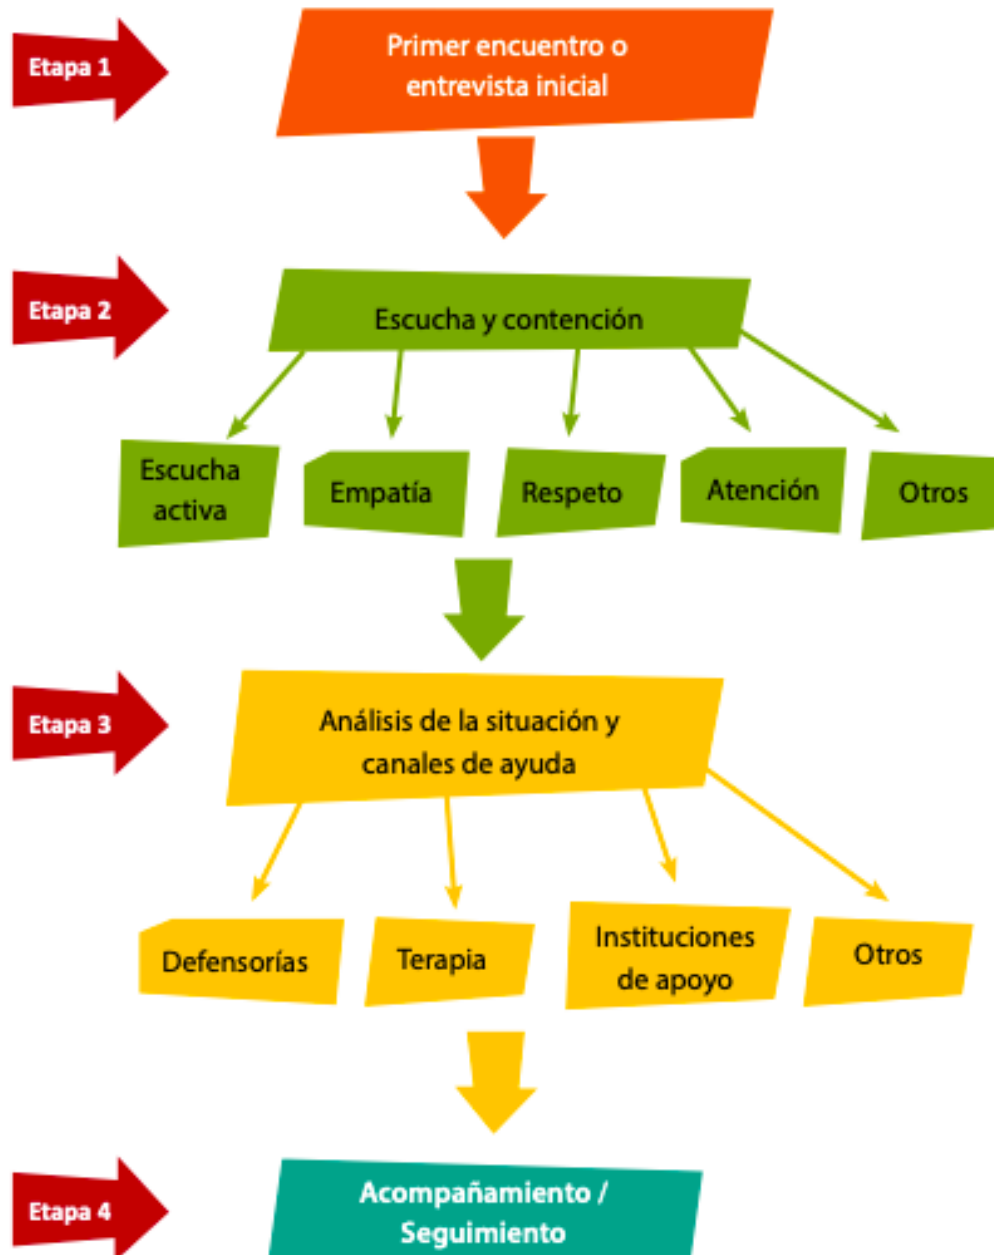 Etapa 1
Primer encuentro o
entrevista inicial
Etapa 2
Escucha y contención
Escucha
activa
Empatía
Respeto
Atención
Otros
Etapa 3
Análisis de la situación y
canales de ayuda
Defensorías
Terapia
Instituciones
de apoyo
Otros
Etapa 4
Acompañamiento /
Seguimiento